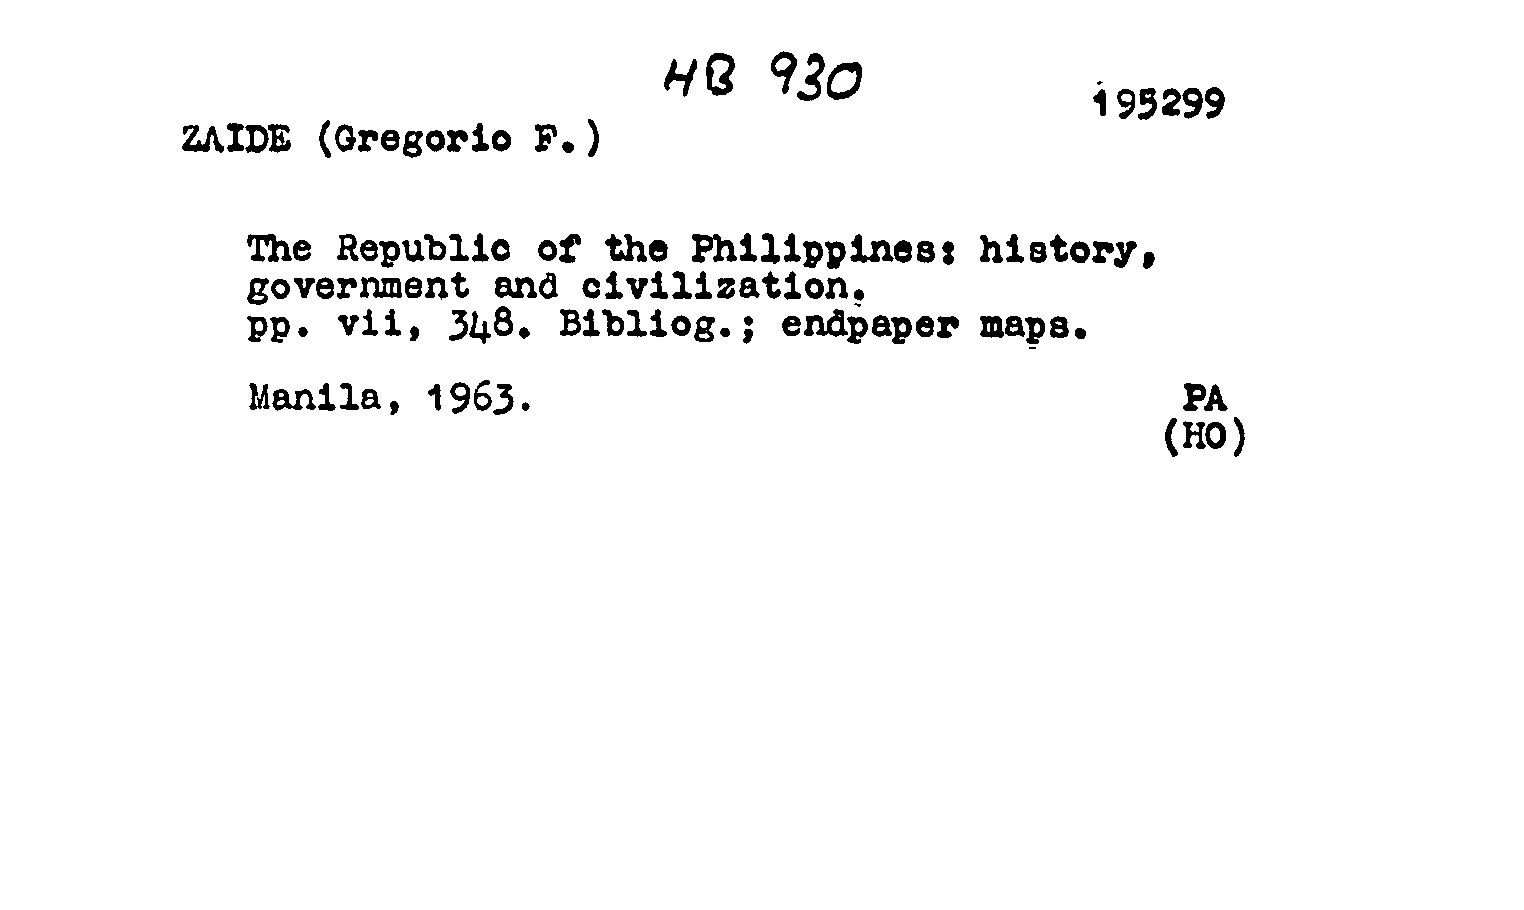 HB 930
195299
ZAIDE (Gregorio F.)
The Republic of the Philippines: history,
government and civilization.
pp. vii, 348. Bibliog.; endpaper maps.
Manila, 1963.
PA
(HO)